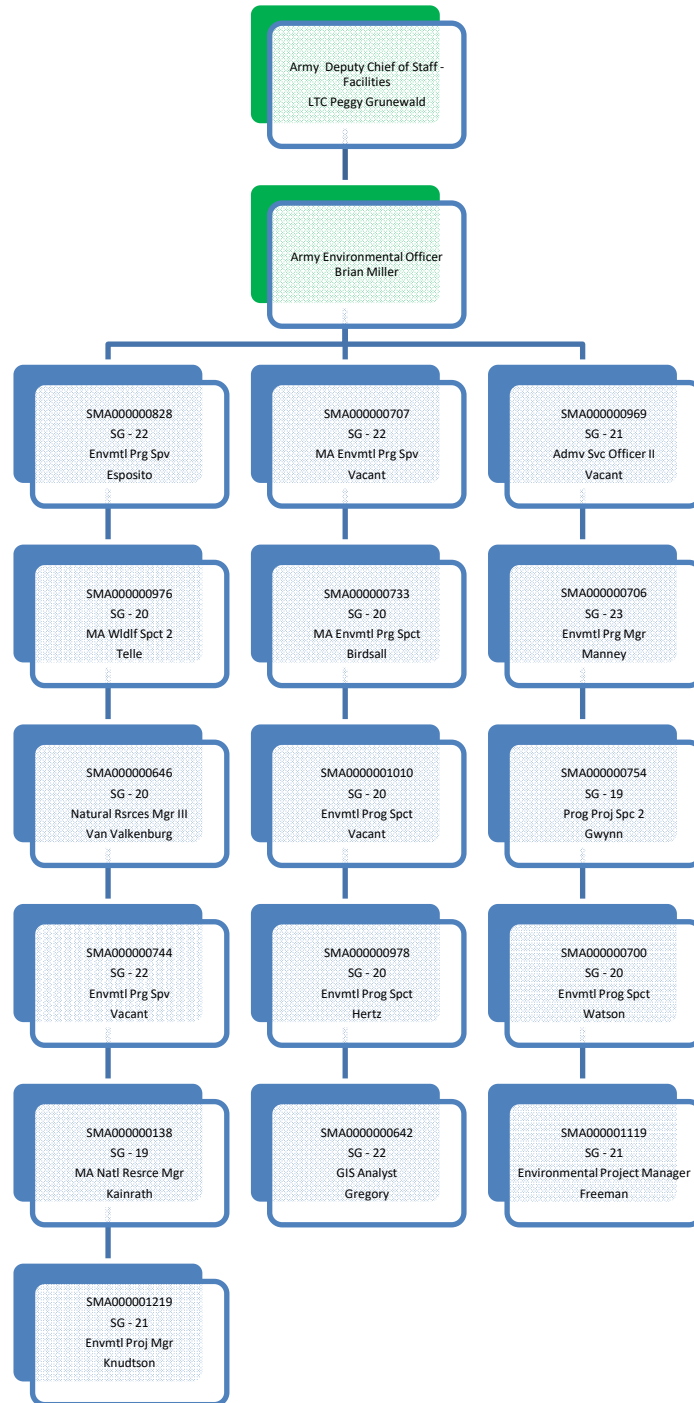 Army Deputy Chief of Staff -
Facilities
LTC Peggy Grunewald
Army Environmental Officer
Brian Miller
SMA000000828
SG - 22
Envmtl Prg Spv
Esposito
SMA000000707
SG - 22
MA Envmtl Prg Spv
Vacant
SMA000000969
SG - 21
Admv Svc Officer II
Vacant
SMA000000976
SG - 20
MA Wldlf Spct 2
Telle
SMA000000733
SG - 20
MA Envmtl Prg Spct
Birdsall
SMA000000706
SG - 23
Envmtl Prg Mgr
Manney
SMA000000646
SG - 20
Natural Rsrces Mgr III
Van Valkenburg
SMA0000001010
SG - 20
Envmtl Prog Spct
Vacant
SMA000000754
SG - 19
Prog Proj Spc 2
Gwynn
SMA000000744
SG - 22
Envmtl Prg Spv
Vacant
SMA000000978
SG - 20
Envmtl Prog Spct
Hertz
SMA000000700
SG - 20
Envmtl Prog Spct
Watson
SMA000000138
SG - 19
MA Natl Resrce Mgr
Kainrath
SMA0000000642
SG - 22
GIS Analyst
Gregory
SMA000001119
SG - 21
Environmental Project Manager
Freeman
SMA000001219
SG - 21
Envmtl Proj Mgr
Knudtson